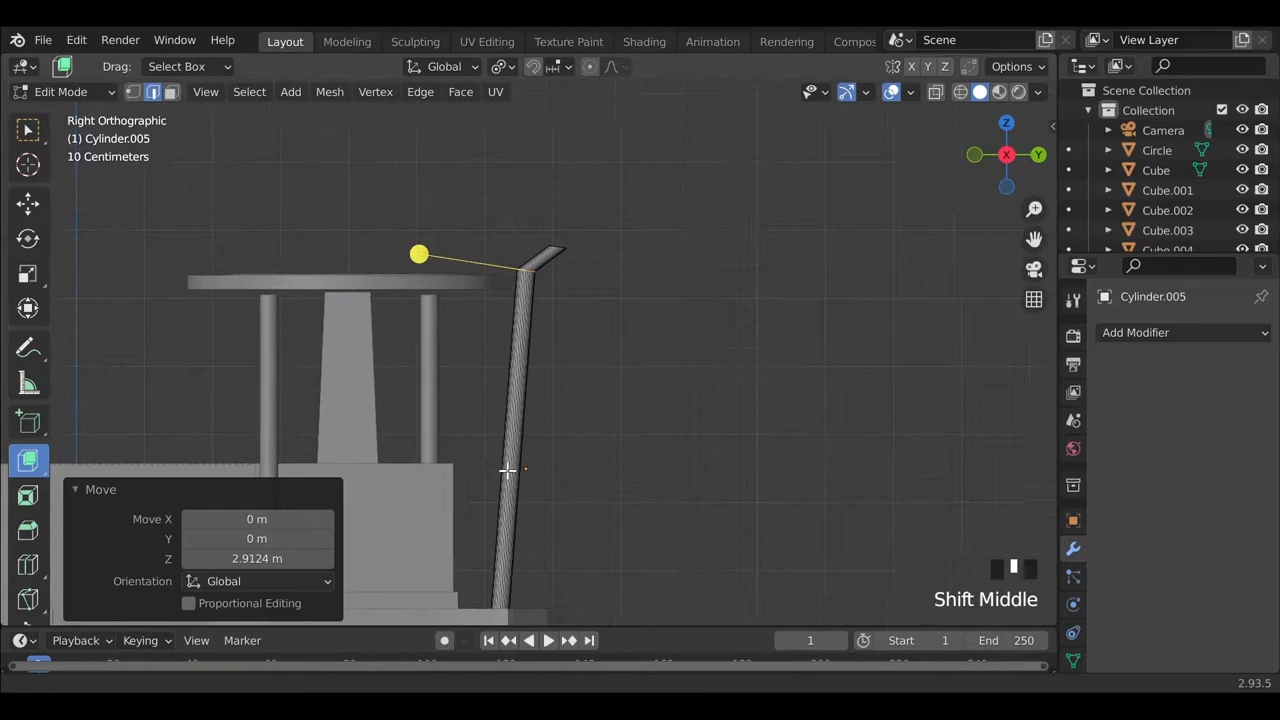 File Edit Render Window Help Layout Modeling Sculpting UV Editing Texture Paint Shading Animation Rendering Compos Scene View Layer
Drag: Select Box Global X Y Z Options
Edit Mode View Select Add Mesh Vertex Edge Face UV
Right Orthographic
(1) Cylinder.005
10 Centimeters
Z
X
Y
Scene Collection
Collection
Camera
Circle
Cube
Cube.001
Cube.002
Cube.003
Cube.004
Cylinder.005
Add Modifier
Move
Move X 0 m
Y 0 m
Z 2.9124 m
Orientation Global
Proportional Editing
Shift Middle
Playback Keying View Marker 1 Start 1 End 250
2.93.5